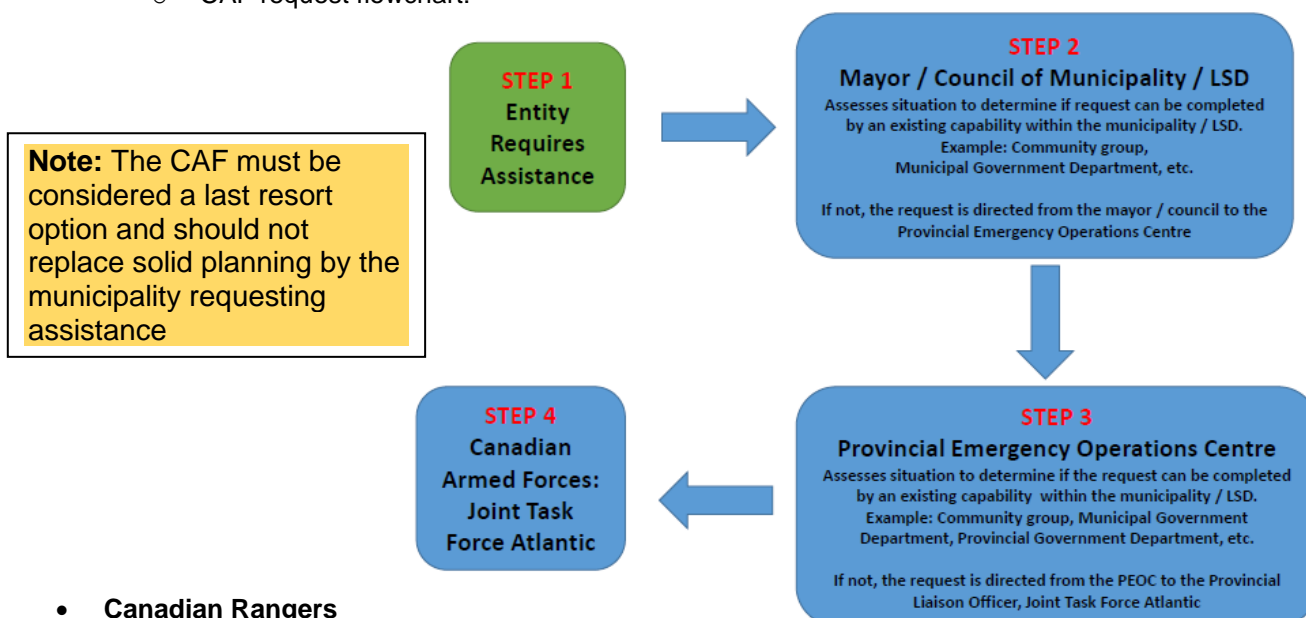 ○ CAF request flowchart:
STEP 1
Entity
Requires
Assistance
STEP 2
Mayor / Council of Municipality / LSD
Assesses situation to determine if request can be completed
by an existing capability within the municipality / LSD.
Example: Community group,
Municipal Government Department, etc.
If not, the request is directed from the mayor / council to the
Provincial Emergency Operations Centre
Note: The CAF must be
considered a last resort
option and should not
replace solid planning by the
municipality requesting
assistance
STEP 3
Provincial Emergency Operations Centre
Assesses situation to determine if the request can be completed
by an existing capability within the municipality / LSD.
Example: Community group, Municipal Government
Department, Provincial Government Department, etc.
If not, the request is directed from the PEOC to the Provincial
Liaison Officer, Joint Task Force Atlantic
STEP 4
Canadian
Armed Forces:
Joint Task
Force Atlantic
• Canadian Rangers